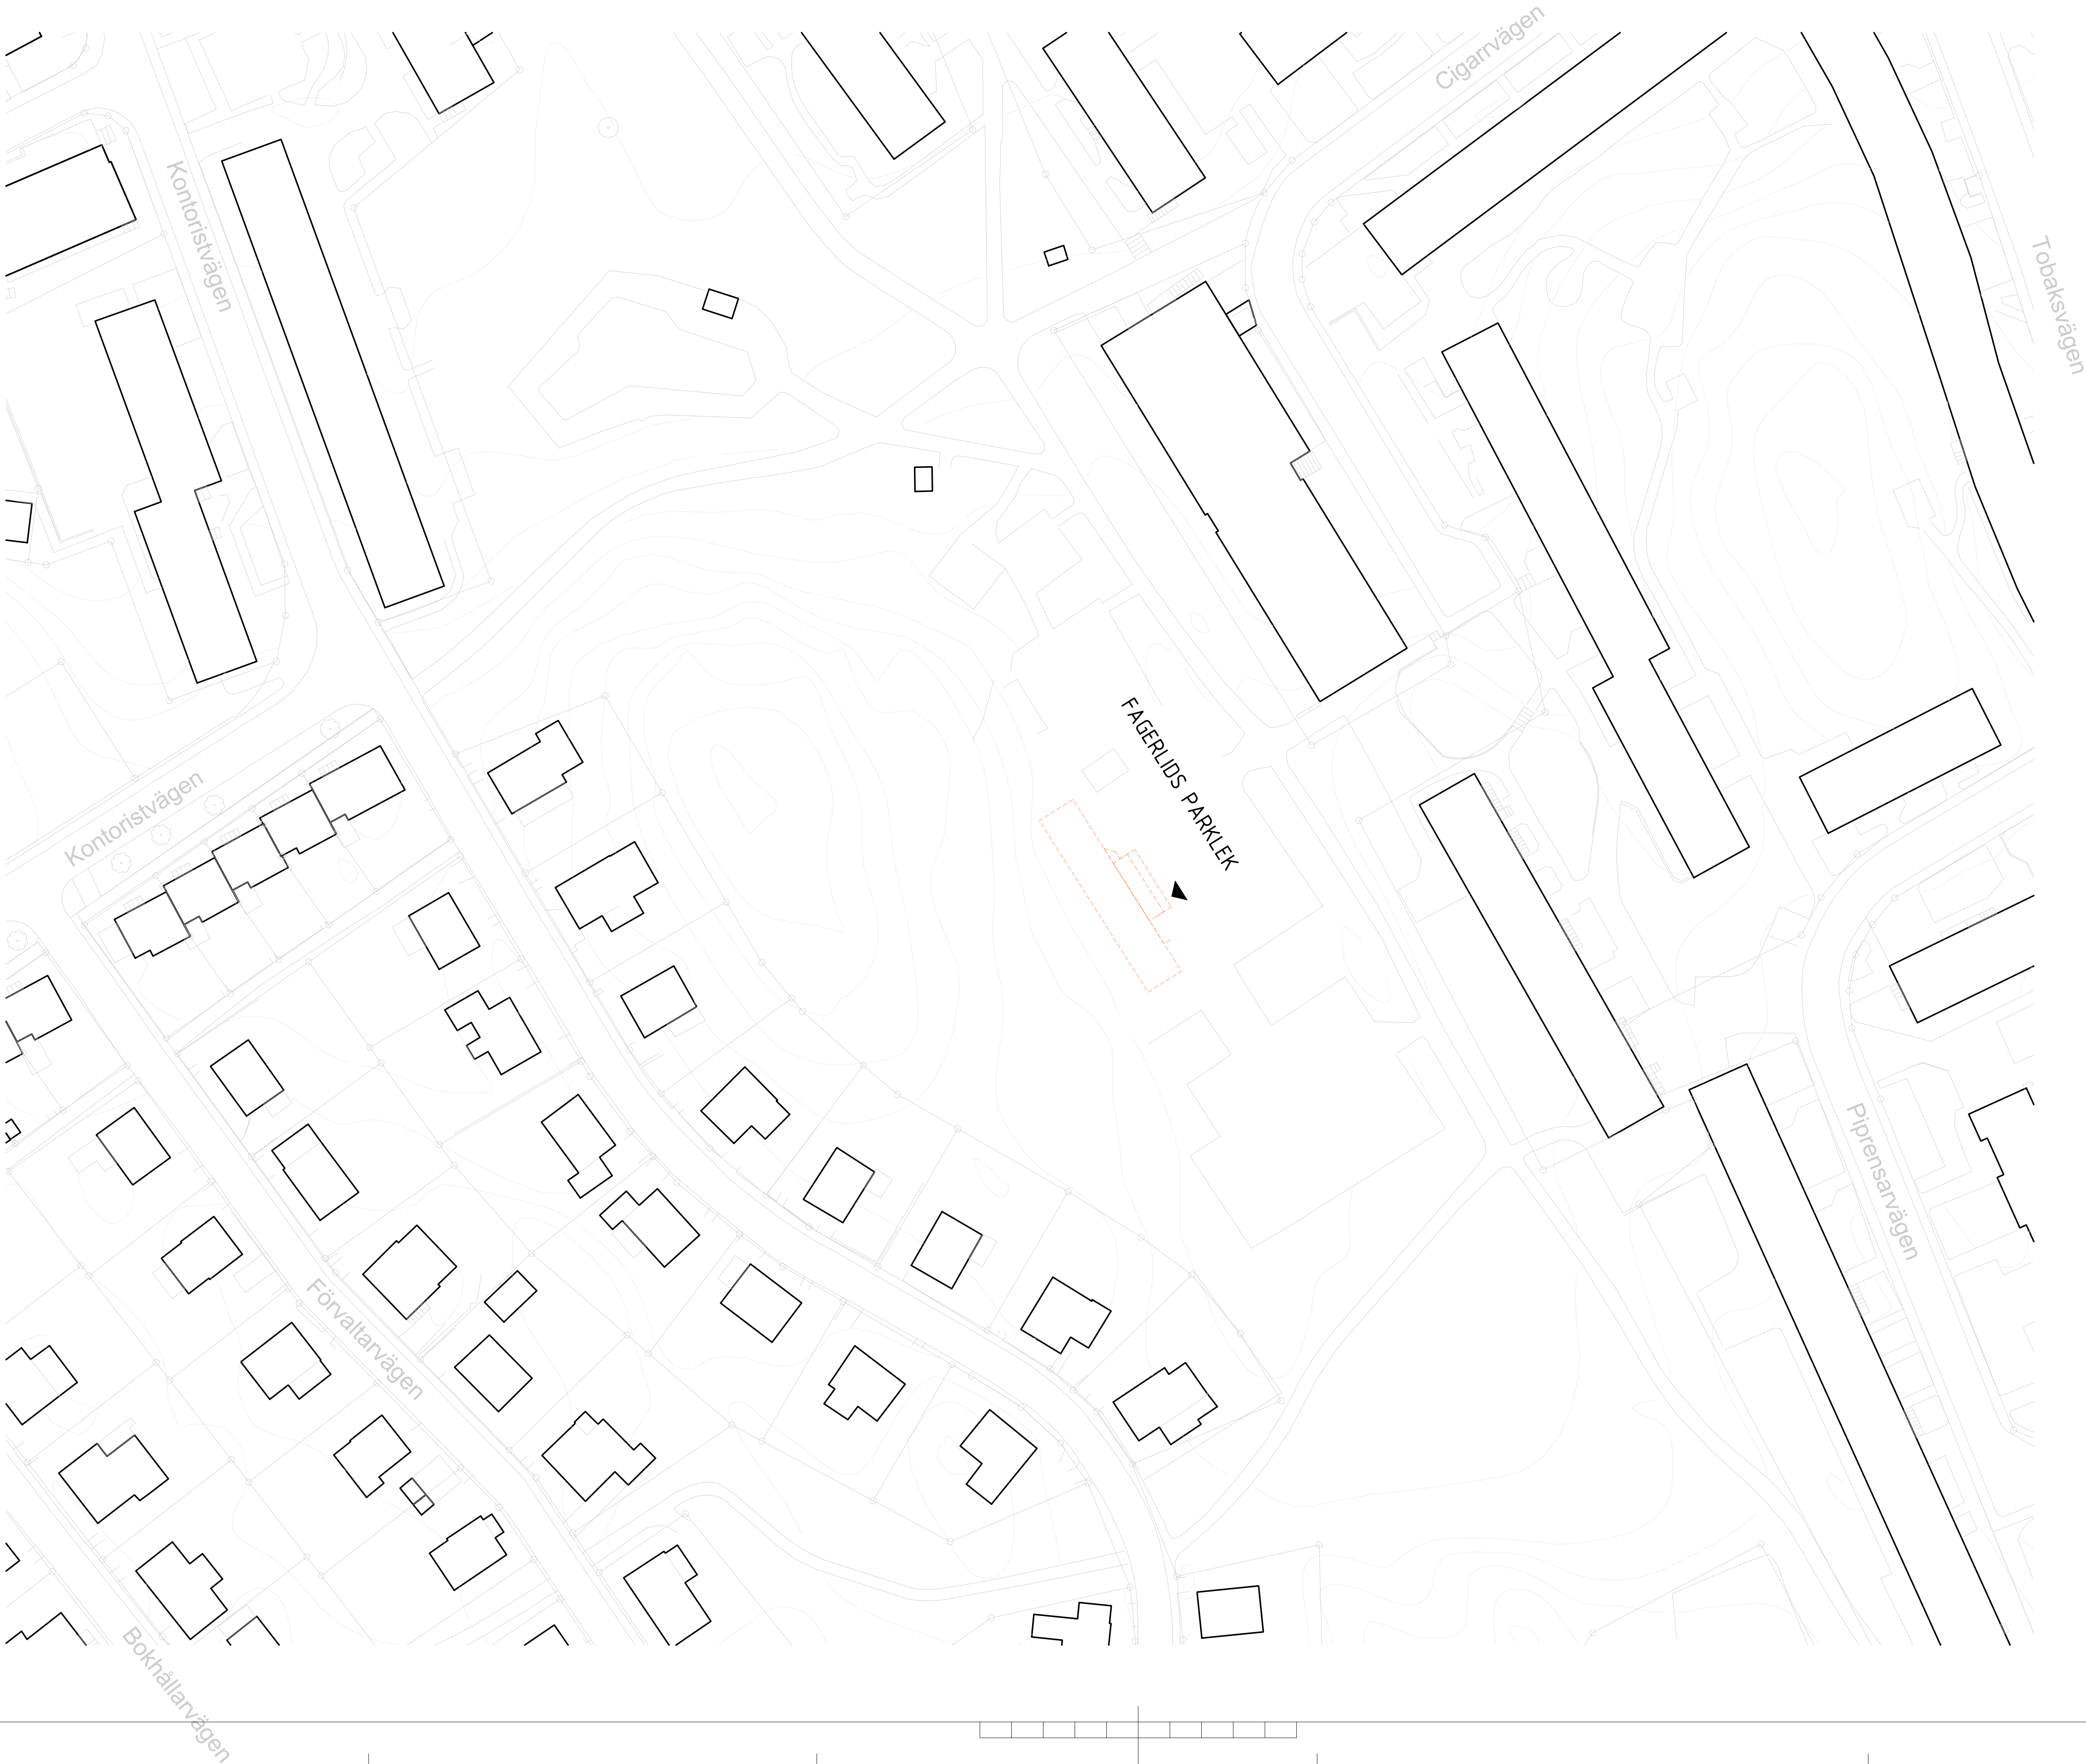 Cigarrvägen
Kontoristvägen
Tobaksvägen
FAGERLIDS PARKLEK
Kontoristvägen
Piprensarvägen
Förvaltarvägen
Bokhållarvägen